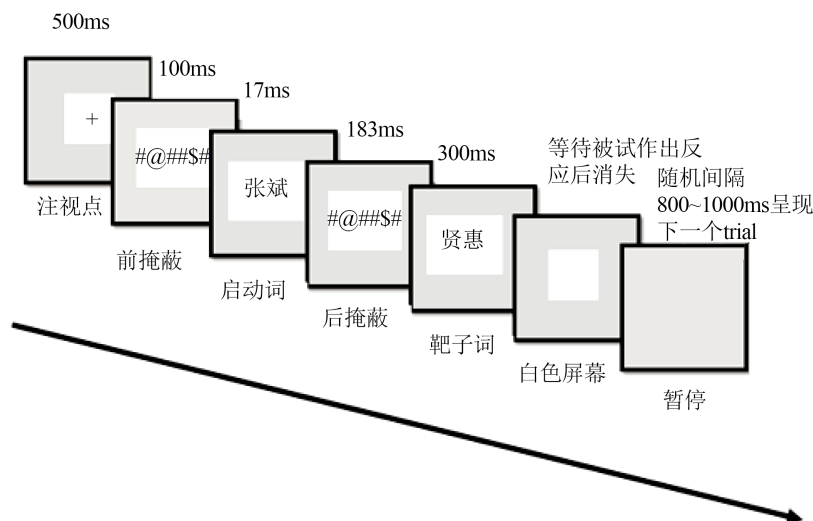 500ms
+
注视点
100ms
#@##$#
前掩蔽
17ms
张斌
启动词
183ms
#@##$#
后掩蔽
300ms
贤惠
靶子词
等待被试作出反
应后消失
白色屏幕
随机间隔
800~1000ms呈现
下一个trial
暂停